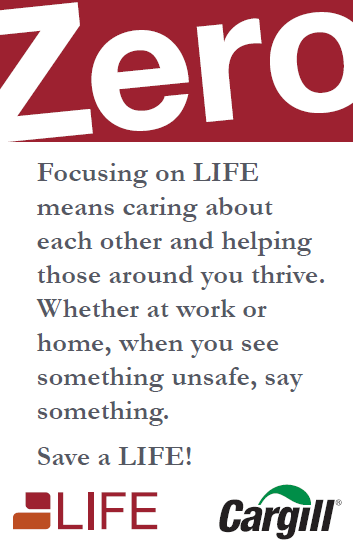 Zero
Focusing on LIFE
means caring about
each other and helping
those around you thrive.
Whether at work or
home, when you see
something unsafe, say
something.
Save a LIFE!
LIFE
Cargill®